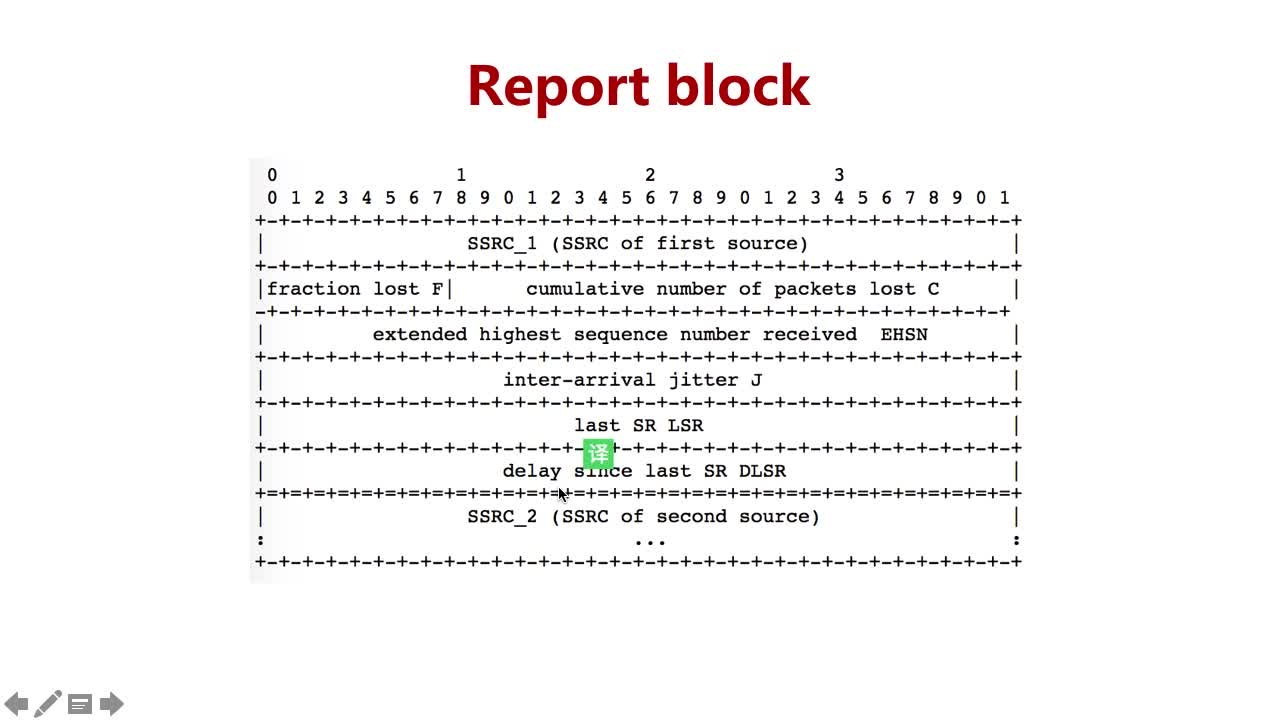 Report block
0 1 2 3
0 1 2 3 4 5 6 7 8 9 0 1 2 3 4 5 6 7 8 9 0 1 2 3 4 5 6 7 8 9 0 1
+-+-+-+-+-+-+-+-+-+-+-+-+-+-+-+-+-+-+-+-+-+-+-+-+-+-+-+-+-+-+-+-+
| SSRC_1 (SSRC of first source) |
+-+-+-+-+-+-+-+-+-+-+-+-+-+-+-+-+-+-+-+-+-+-+-+-+-+-+-+-+-+-+-+-+
|fraction lost F| cumulative number of packets lost C |
-+-+-+-+-+-+-+-+-+-+-+-+-+-+-+-+-+-+-+-+-+-+-+-+-+-+-+-+-+-+-+-+
| extended highest sequence number received EHSN |
+-+-+-+-+-+-+-+-+-+-+-+-+-+-+-+-+-+-+-+-+-+-+-+-+-+-+-+-+-+-+-+-+
| inter-arrival jitter J |
+-+-+-+-+-+-+-+-+-+-+-+-+-+-+-+-+-+-+-+-+-+-+-+-+-+-+-+-+-+-+-+-+
| last SR LSR |
+-+-+-+-+-+-+-+-+-+-+-+-+-+-+-+-+-+-+-+-+-+-+-+-+-+-+-+-+-+-+-+-+
译
| delay since last SR DLSR |
+=+=+=+=+=+=+=+=+=+=+=+=+=+=+=+=+=+=+=+=+=+=+=+=+=+=+=+=+=+=+=+=+
| SSRC_2 (SSRC of second source) |
: ... :
+-+-+-+-+-+-+-+-+-+-+-+-+-+-+-+-+-+-+-+-+-+-+-+-+-+-+-+-+-+-+-+-+